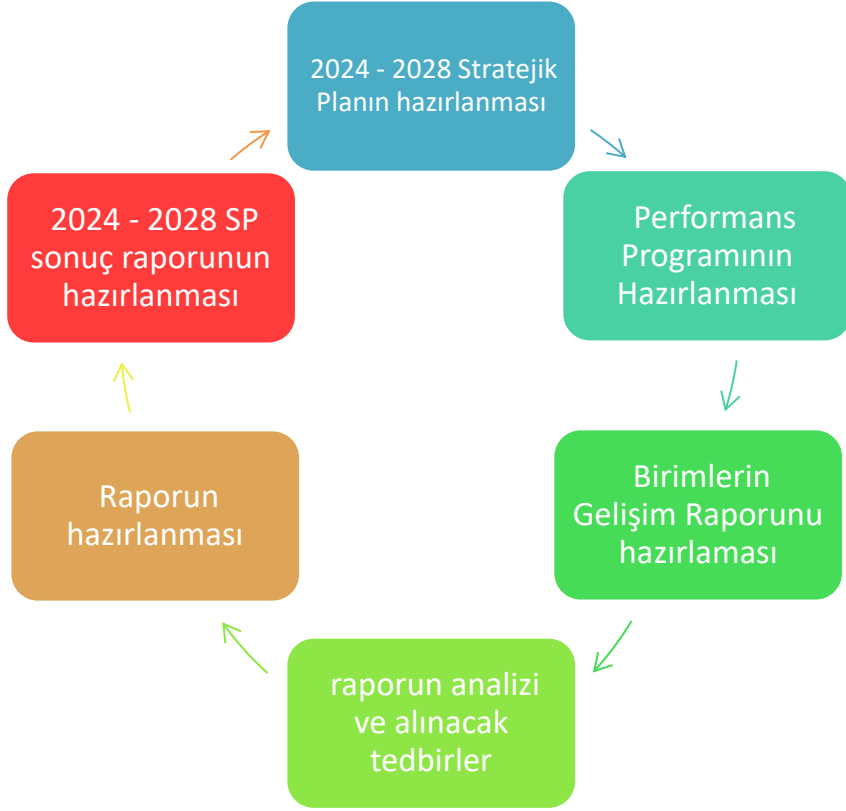 2024 - 2028 Stratejik
Planın hazırlanması
Performans
Programının
Hazırlanması
Birimlerin
Gelişim Raporunu
hazırlaması
raporun analizi
ve alınacak
tedbirler
Raporun
hazırlanması
2024 - 2028 SP
sonuç raporunun
hazırlanması